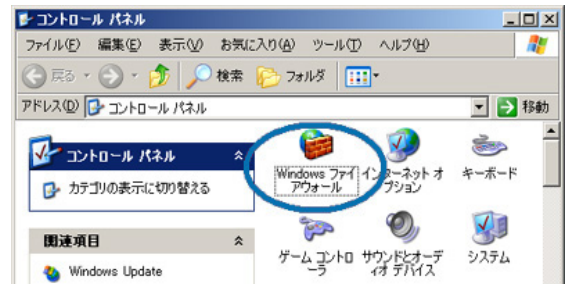 コントロール パネル
ファイル(F) 編集(E) 表示(V) お気に入り(A) ツール(T) ヘルプ(H)
戻る 検索 フォルダ
アドレス(D) コントロール パネル 移動
コントロール パネル
カテゴリの表示に切り替える
関連項目
Windows Update
Windows ファイ
アウォール
インターネット オ
プション
キーボード
ゲーム コントロ
ーラ
サウンドとオーデ
ィオ デバイス
システム